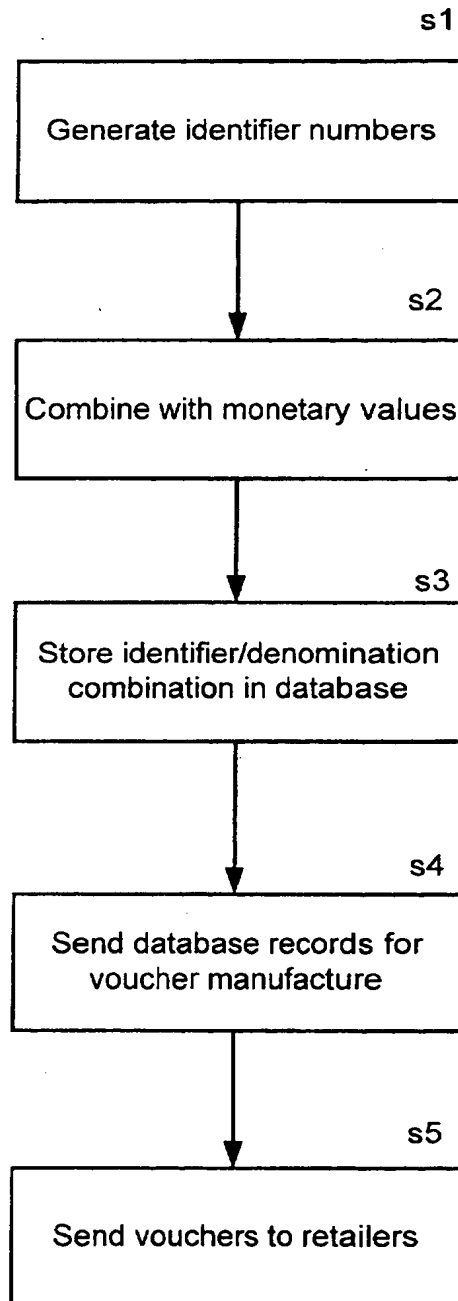 s1
Generate identifier numbers
s2
Combine with monetary values
s3
Store identifier/denomination
combination in database
s4
Send database records for
voucher manufacture
s5
Send vouchers to retailers